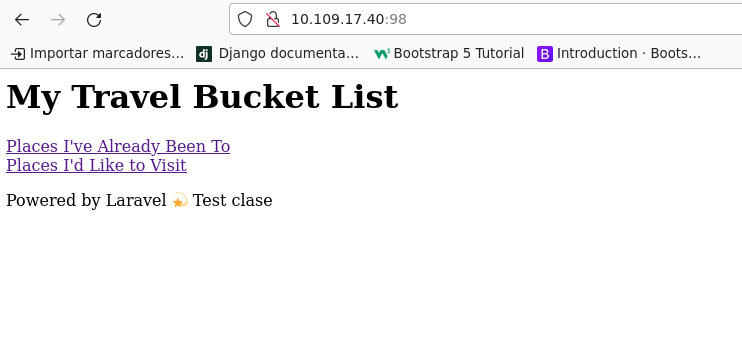 10.109.17.40:98
Importar marcadores... Django documenta... Bootstrap 5 Tutorial Introduction · Boots...
My Travel Bucket List
Places I've Already Been To
Places I'd Like to Visit
Powered by Laravel 💫 Test clase